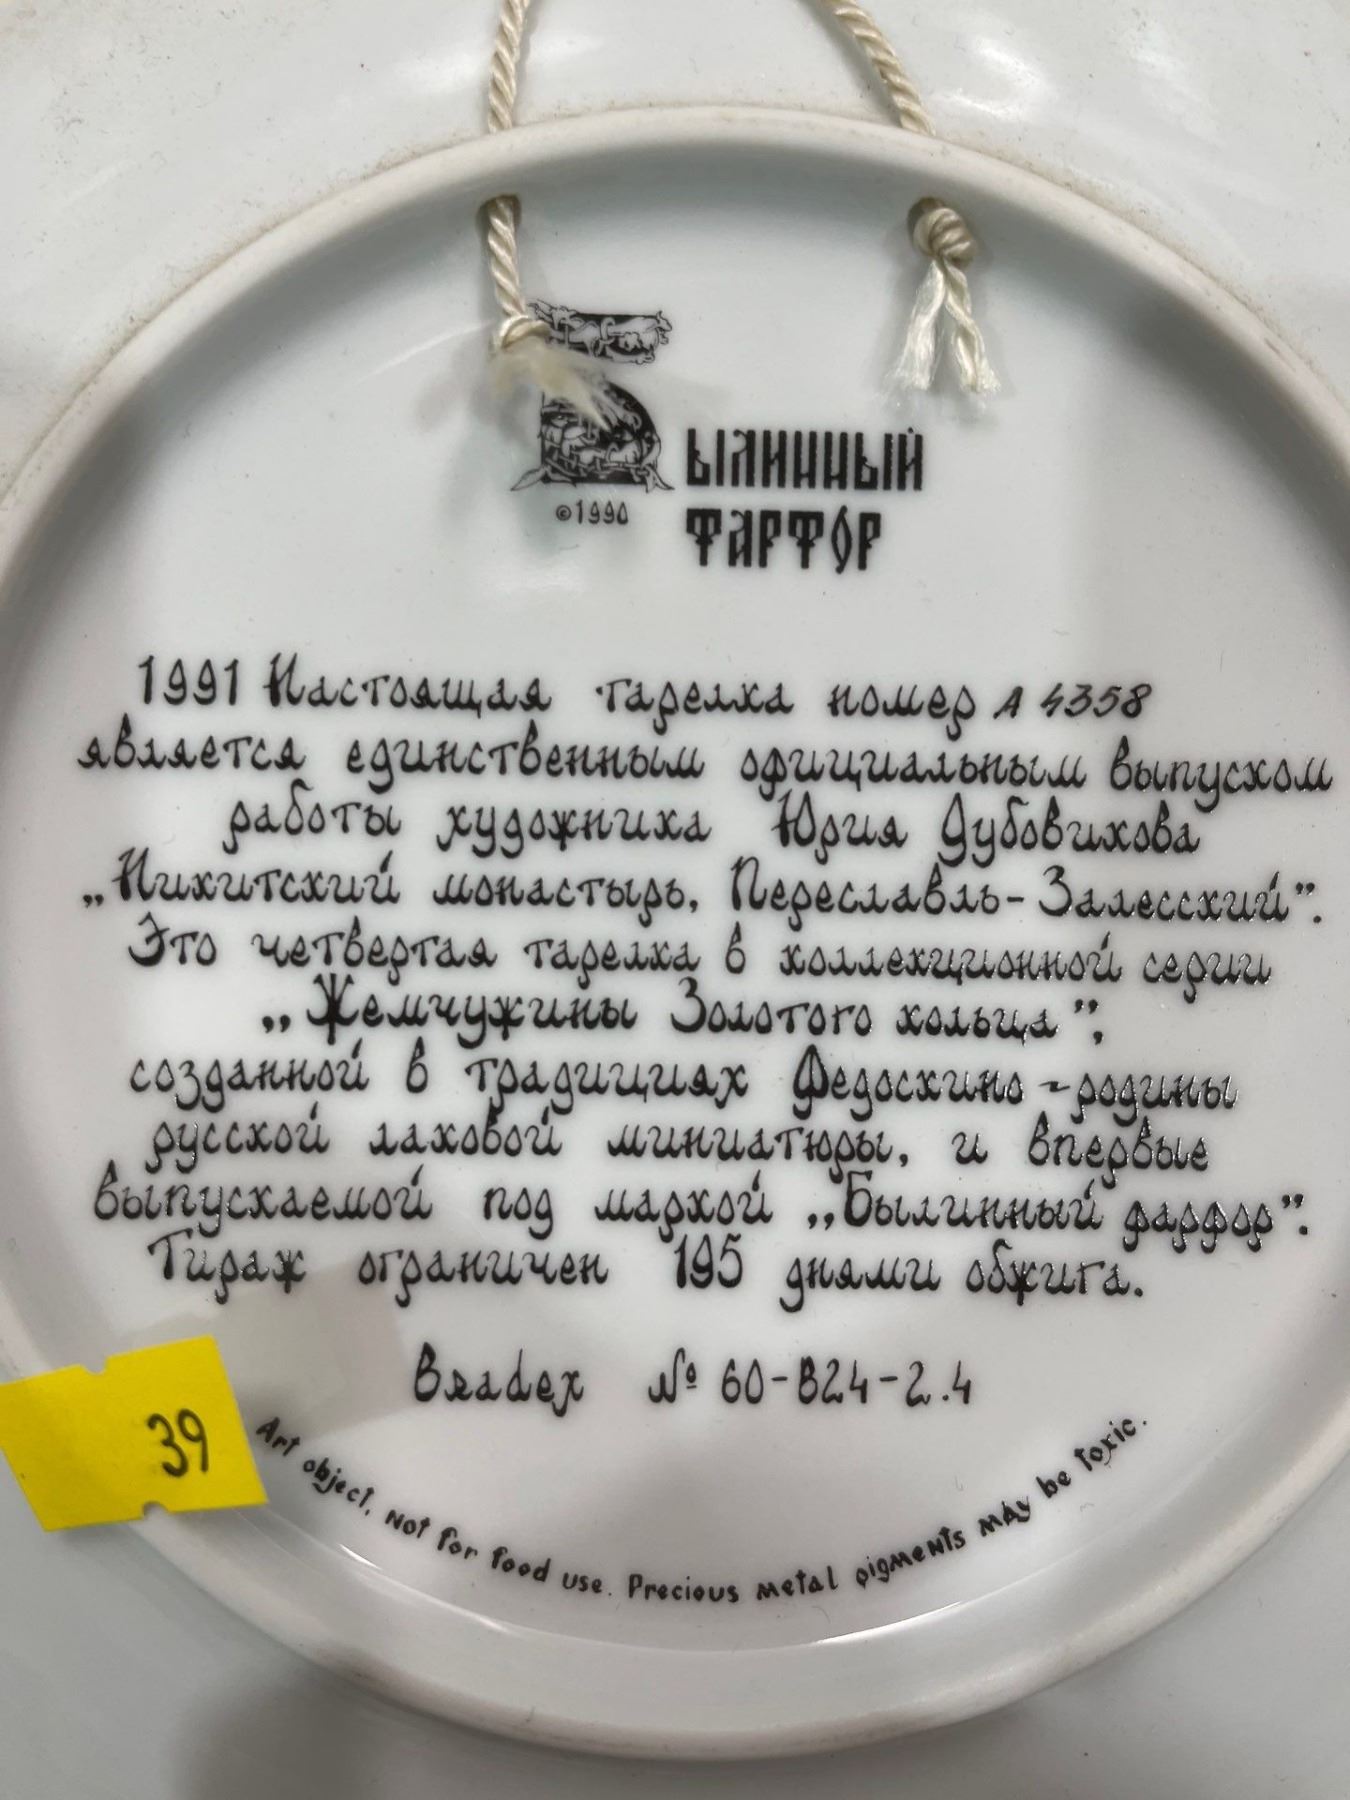 Былинный
©1990
фарфор
1991 Настоящая тарелка номер A 4358
является единственным официальным выпуском
работы художника Юрия Дубовикова
„Никитский монастырь, Переславль-Залесский”.
Это четвертая тарелка в коллекционной серии
„Жемчужины Золотого кольца”,
созданной в традициях Федоскино - родины
русской лаковой миниатюры, и впервые
выпускаемой под маркой „Былинный фарфор”.
Тираж ограничен 195 днями обжига.
Bradex № 60-B24-2.4
39
Art object. Not for food use. Precious metal pigments may be toxic.